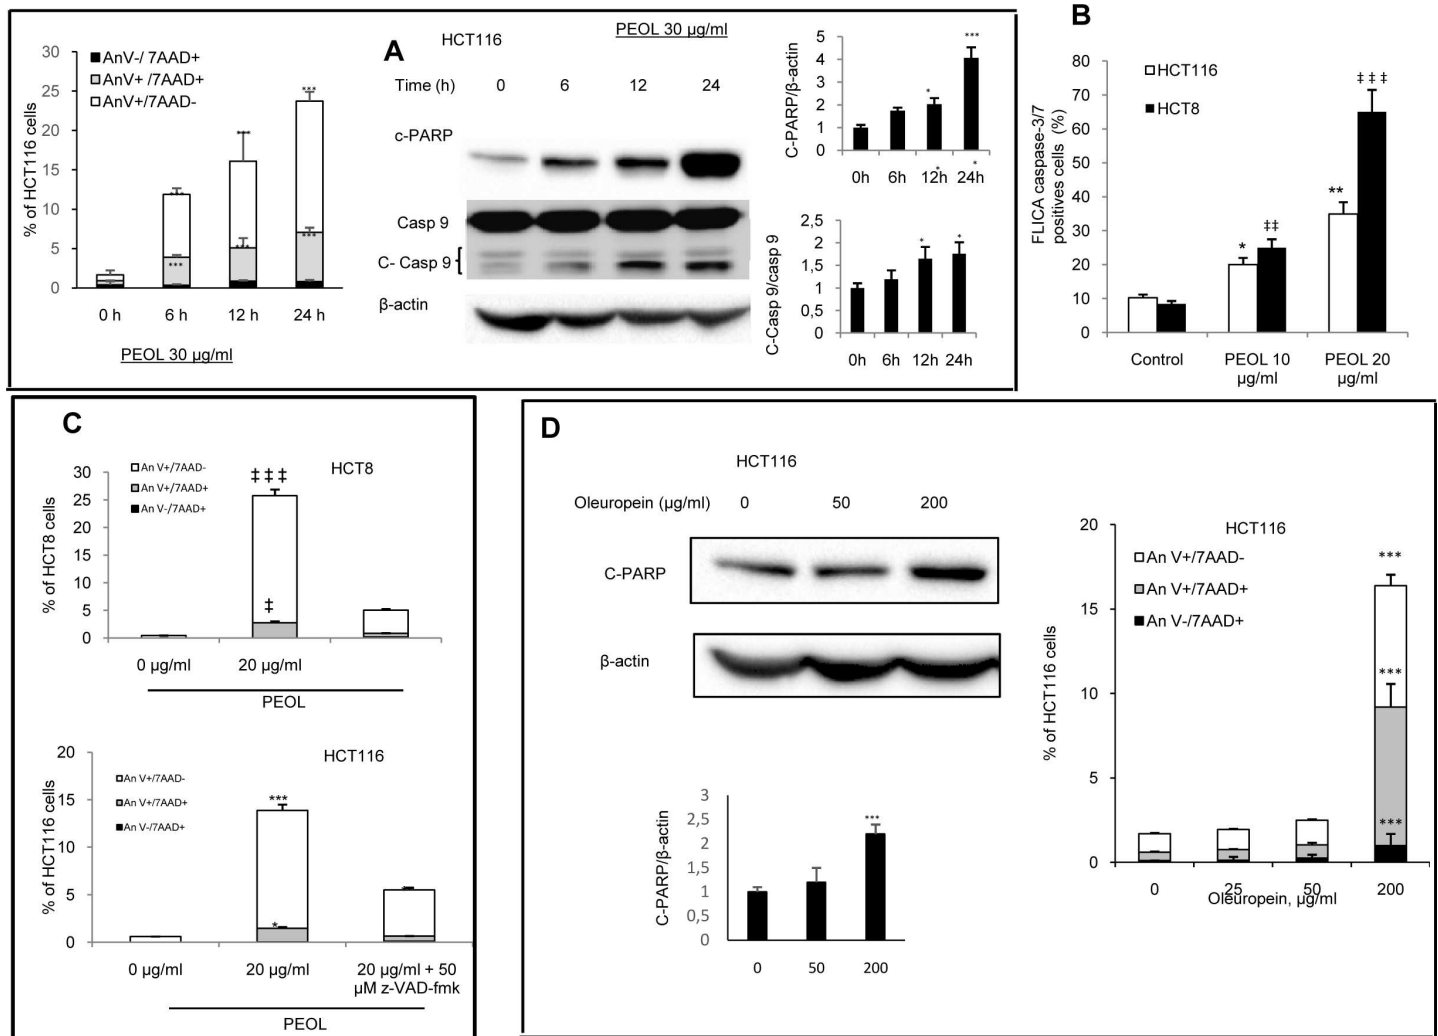 A
30
25
20
15
10
5
0
% of HCT116 cells
AnV-/ 7AAD+
AnV+ /7AAD+
AnV+/7AAD-
***
***
***
***
***
***
0 h
6 h
12 h
24 h
PEOL 30 µg/ml
HCT116
PEOL 30 µg/ml
Time (h)
0
6
12
24
c-PARP
Casp 9
C- Casp 9
β-actin
C-PARP/β-actin
5
4
3
2
1
0
*
***
0h
6h
12h
24h
*
*
C-Casp 9/casp 9
2,5
2
1,5
1
0,5
0
*
*
0h
6h
12h
24h
B
FLICA caspase-3/7
positives cells (%)
80
70
60
50
40
30
20
10
0
HCT116
HCT8
*
‡‡
**
‡ ‡ ‡
Control
PEOL 10
µg/ml
PEOL 20
µg/ml
C
HCT8
% of HCT8 cells
30
25
20
15
10
5
0
An V+/7AAD-
An V+/7AAD+
An V-/7AAD+
‡ ‡ ‡
‡
0 µg/ml
20 µg/ml
PEOL
HCT116
% of HCT116 cells
20
15
10
5
0
An V+/7AAD-
An V+/7AAD+
An V-/7AAD+
***
*
0 µg/ml
20 µg/ml
20 µg/ml + 50
µM z-VAD-fmk
PEOL
D
HCT116
Oleuropein (µg/ml)
0
50
200
C-PARP
β-actin
C-PARP/β-actin
3
2,5
2
1,5
1
0,5
0
***
0
50
200
HCT116
% of HCT116 cells
20
15
10
5
0
An V+/7AAD-
An V+/7AAD+
An V-/7AAD+
***
***
***
0
25
50
200
Oleuropein, µg/ml